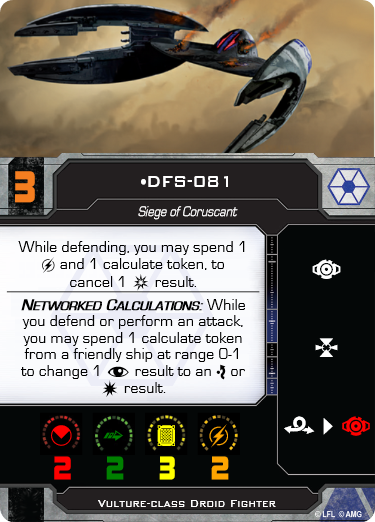 3
•DFS-081
Siege of Coruscant
While defending, you may spend 1
and 1 calculate token, to
cancel 1 result.
NETWORKED CALCULATIONS: While
you defend or perform an attack,
you may spend 1 calculate token
from a friendly ship at range 0-1
to change 1 result to an or
result.
2 2 3 2
VULTURE-CLASS DROID FIGHTER
© LFL © AMG